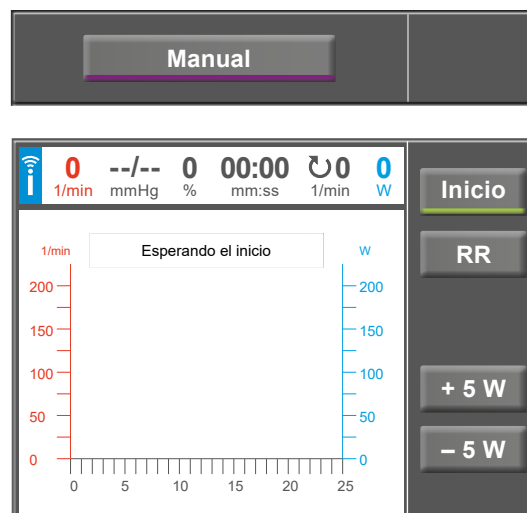 Manual
0 --/-- 0 00:00 0 0
1/min mmHg % mm:ss 1/min W
Inicio
1/min Esperando el inicio W
RR
200 200
150 150
100 100
+ 5 W
50 50
– 5 W
0 0
0 5 10 15 20 25